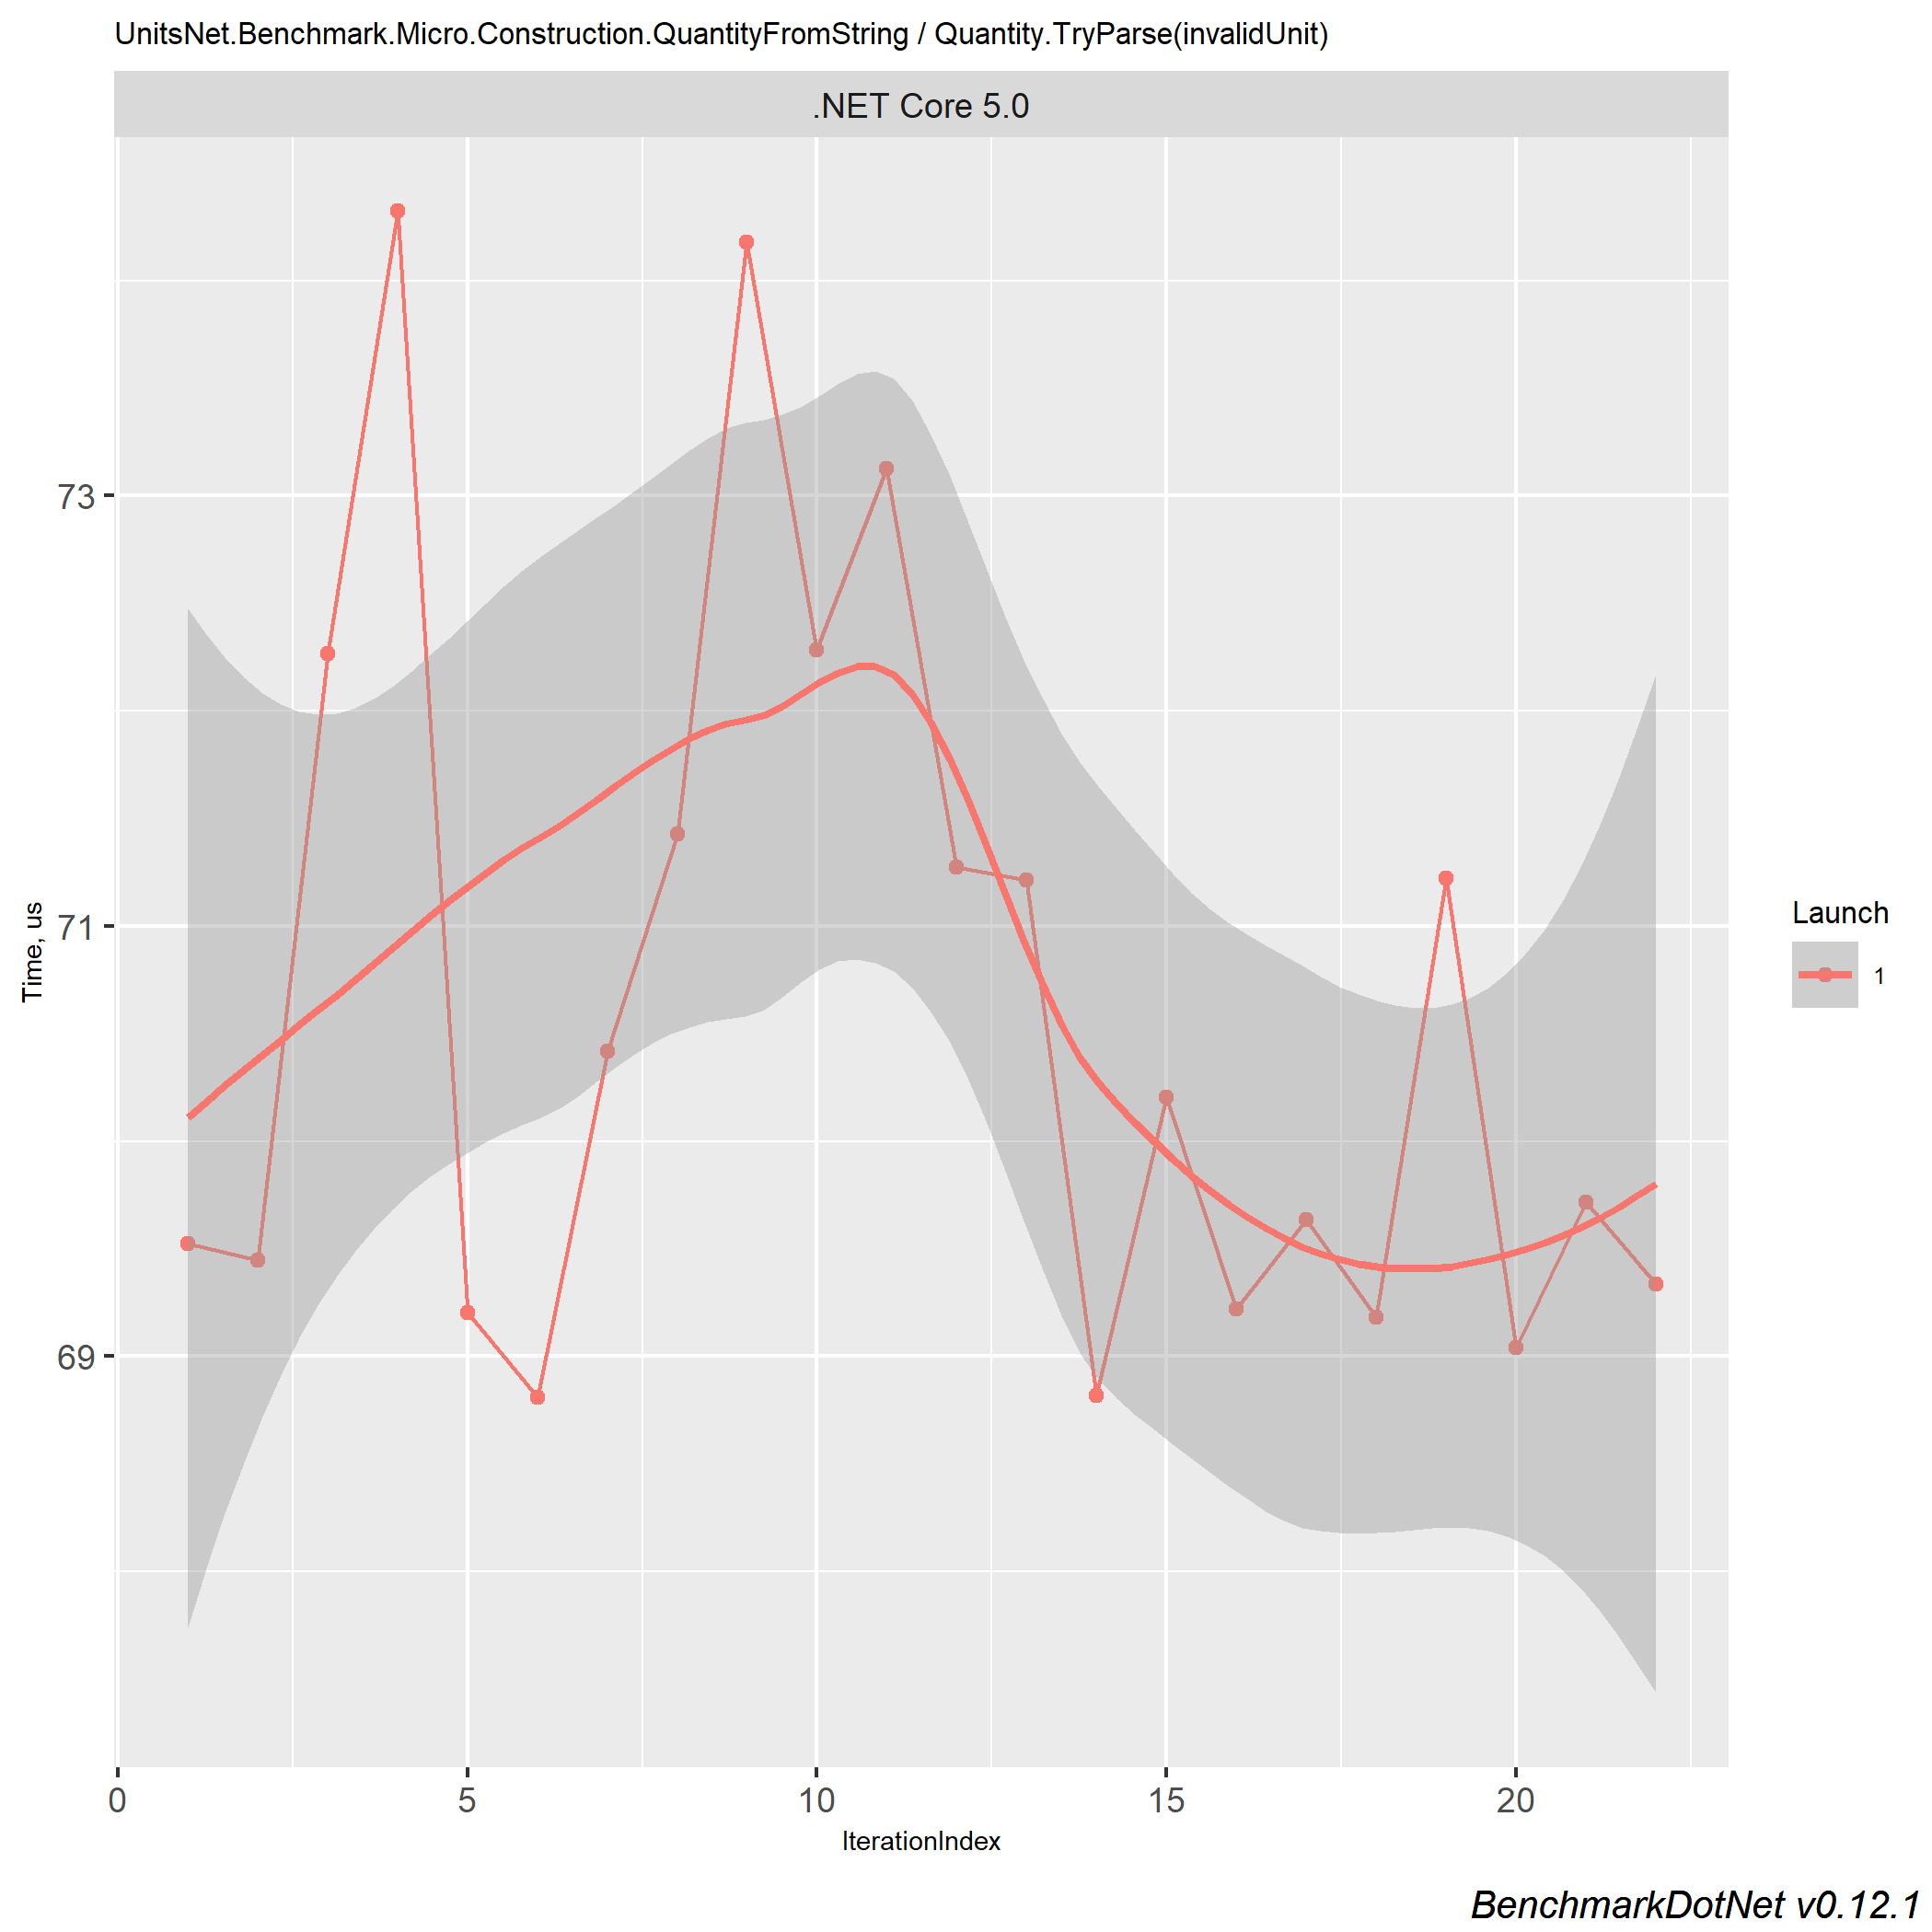 UnitsNet.Benchmark.Micro.Construction.QuantityFromString / Quantity.TryParse(invalidUnit)
.NET Core 5.0
73
71
69
Time, us
0 5 10 15 20
IterationIndex
Launch
1
BenchmarkDotNet v0.12.1